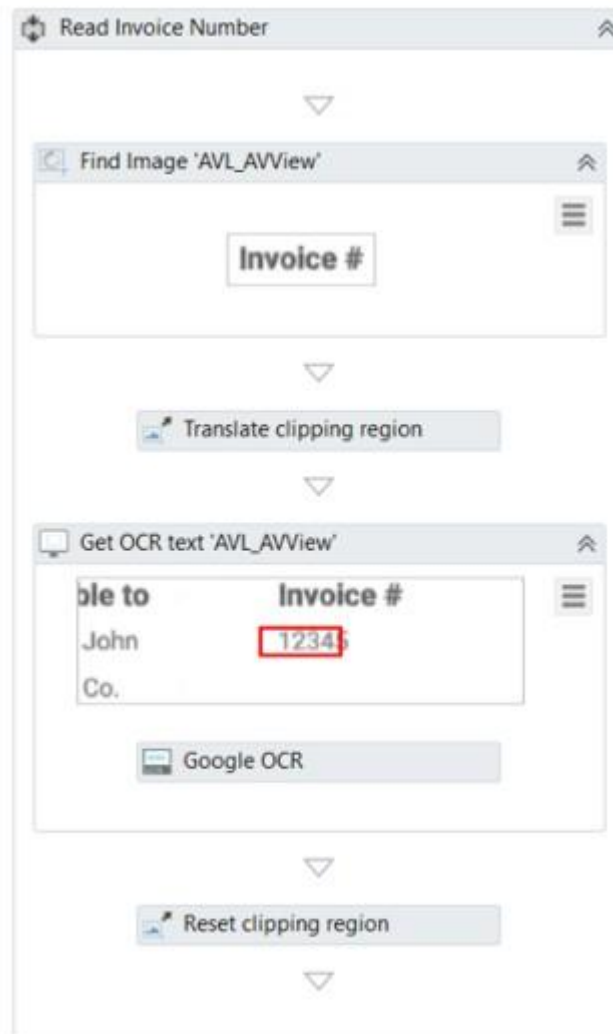 Read Invoice Number
Find Image 'AVL_AVView'
Invoice #
Translate clipping region
Get OCR text 'AVL_AVView'
ble to Invoice #
John 12345
Co.
Google OCR
Reset clipping region